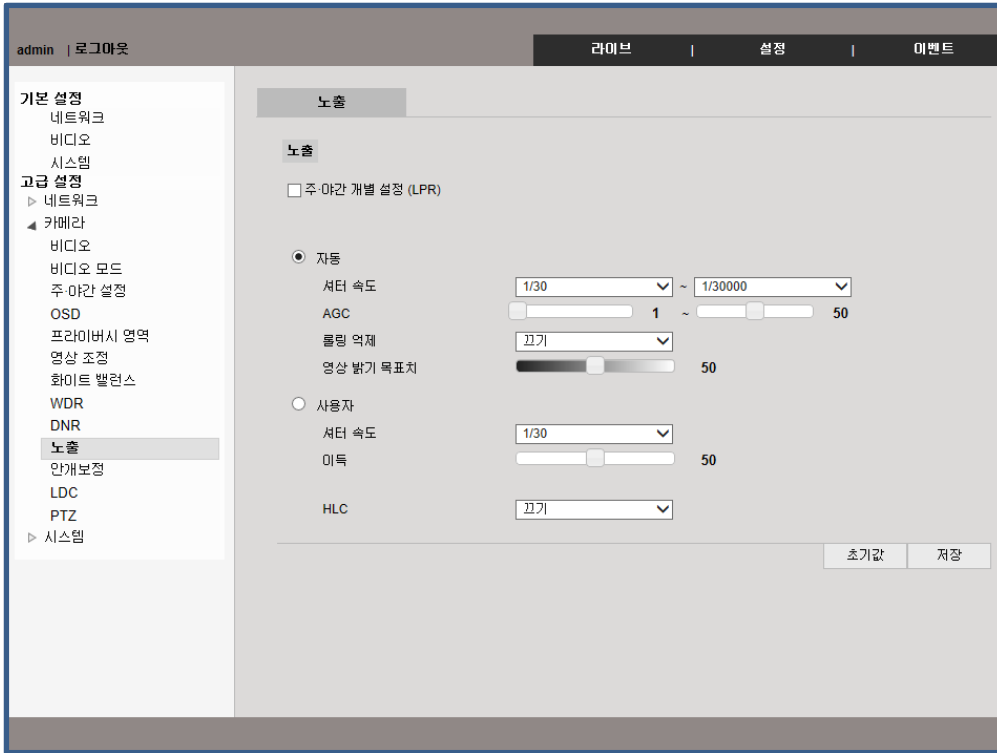 admin | 로그아웃
라이브 | 설정 | 이벤트
기본 설정
네트워크
비디오
시스템
고급 설정
네트워크
카메라
비디오
비디오 모드
주·야간 설정
OSD
프라이버시 영역
영상 조정
화이트 밸런스
WDR
DNR
노출
안개보정
LDC
PTZ
시스템
노출
노출
주·야간 개별 설정 (LPR)
자동
셔터 속도 1/30 ~ 1/30000
AGC 1 ~ 50
롤링 억제 끄기
영상 밝기 목표치 50
사용자
셔터 속도 1/30
이득 50
HLC 끄기
초기값 저장